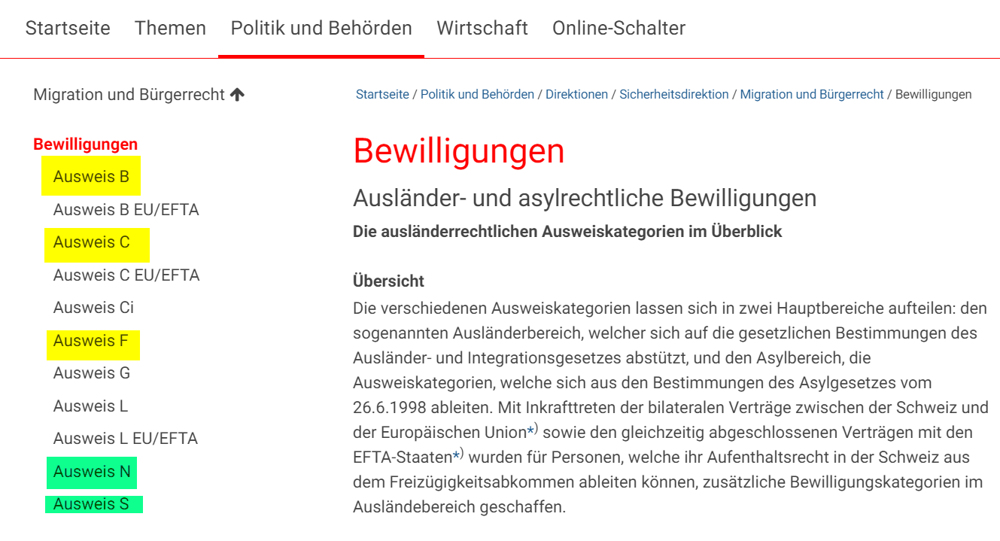 Startseite Themen Politik und Behörden Wirtschaft Online-Schalter
Migration und Bürgerrecht
Startseite / Politik und Behörden / Direktionen / Sicherheitsdirektion / Migration und Bürgerrecht / Bewilligungen
Bewilligungen
Ausweis B
Ausweis B EU/EFTA
Ausweis C
Ausweis C EU/EFTA
Ausweis Ci
Ausweis F
Ausweis G
Ausweis L
Ausweis L EU/EFTA
Ausweis N
Ausweis S
Bewilligungen
Ausländer- und asylrechtliche Bewilligungen
Die ausländerrechtlichen Ausweiskategorien im Überblick
Übersicht
Die verschiedenen Ausweiskategorien lassen sich in zwei Hauptbereiche aufteilen: den
sogenannten Ausländerbereich, welcher sich auf die gesetzlichen Bestimmungen des
Ausländer- und Integrationsgesetzes abstützt, und den Asylbereich, die
Ausweiskategorien, welche sich aus den Bestimmungen des Asylgesetzes vom
26.6.1998 ableiten. Mit Inkrafttreten der bilateralen Verträge zwischen der Schweiz und
der Europäischen Union*) sowie den gleichzeitig abgeschlossenen Verträgen mit den
EFTA-Staaten*) wurden für Personen, welche ihr Aufenthaltsrecht in der Schweiz aus
dem Freizügigkeitsabkommen ableiten können, zusätzliche Bewilligungskategorien im
Ausländebereich geschaffen.